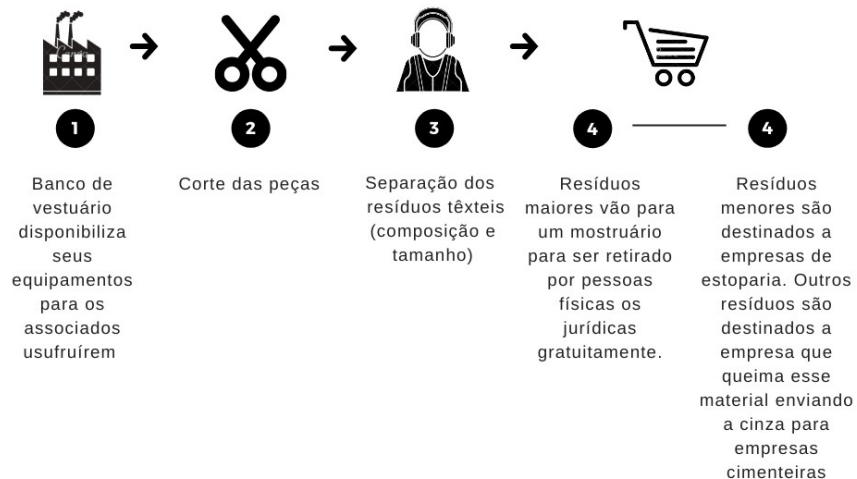 1
Banco de
vestuário
disponibiliza
seus
equipamentos
para os
associados
usufruírem
2
Corte das peças
3
Separação dos
resíduos têxteis
(composição e
tamanho)
4
Resíduos
maiores vão para
um mostruário
para ser retirado
por pessoas
físicas os
jurídicas
gratuitamente.
4
Resíduos
menores são
destinados a
empresas de
estoparia. Outros
resíduos são
destinados a
empresa que
queima esse
material enviando
a cinza para
empresas
cimenteiras